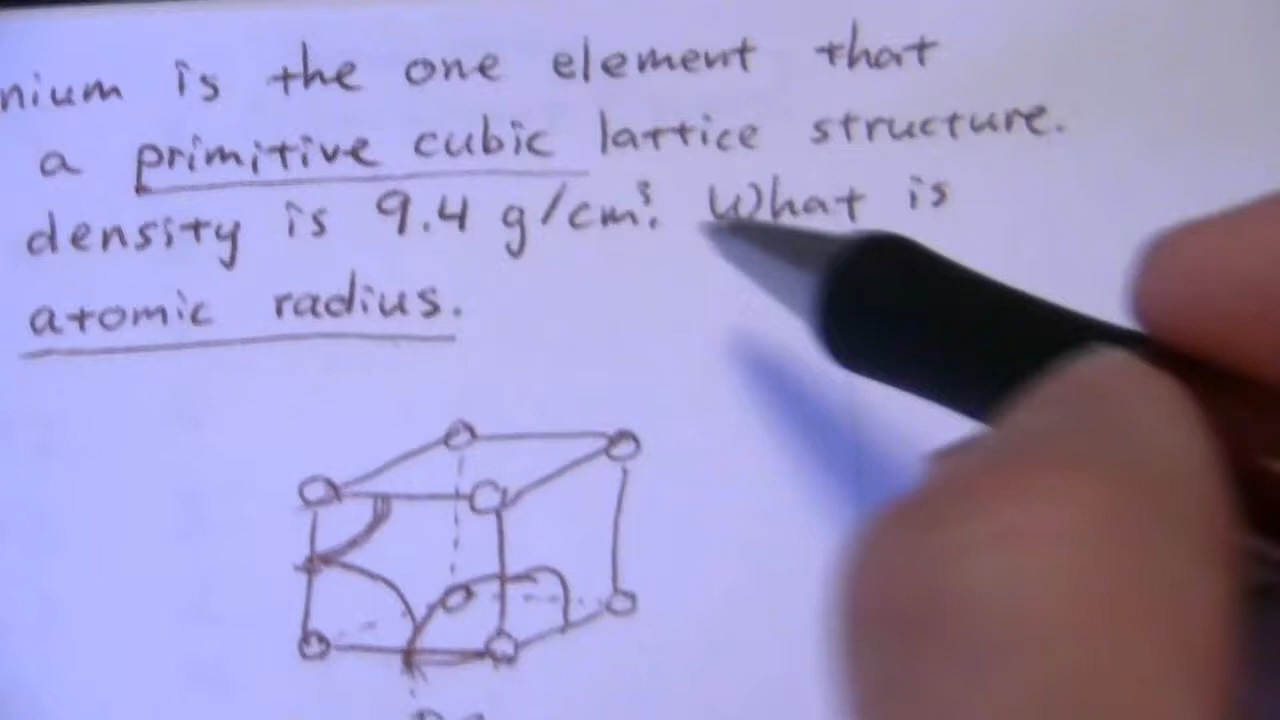 nium is the one element that
a primitive cubic lattice structure.
density is 9.4 g/cm³. What is
atomic radius.